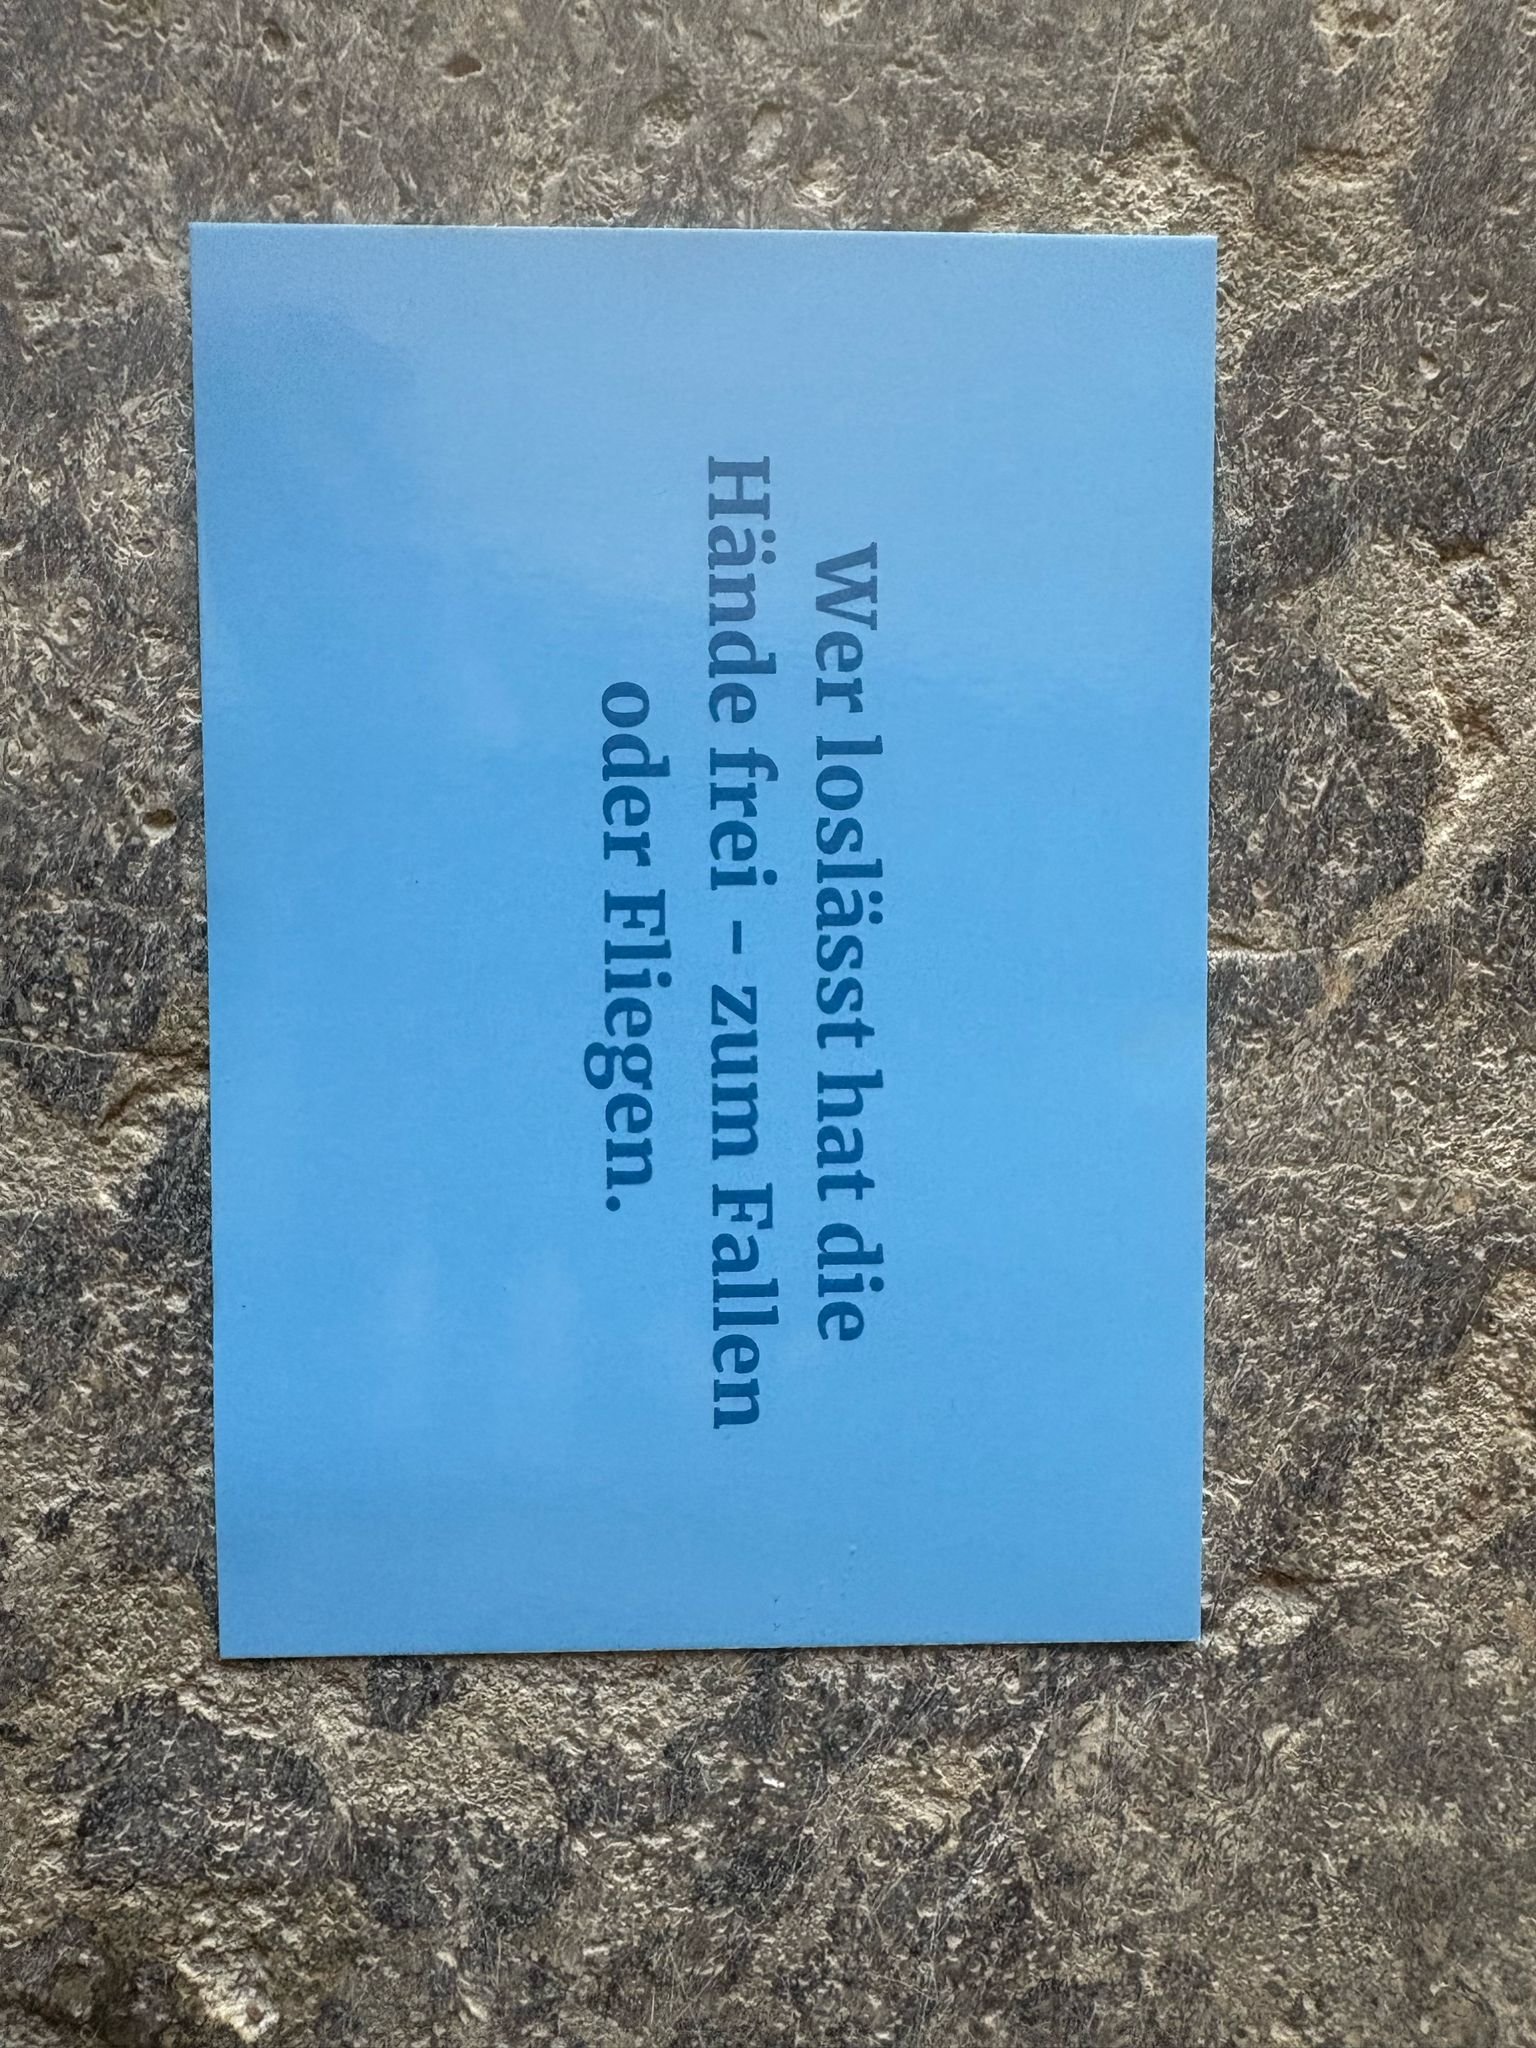 Wer loslässt hat die
Hände frei - zum Fallen
oder Fliegen.